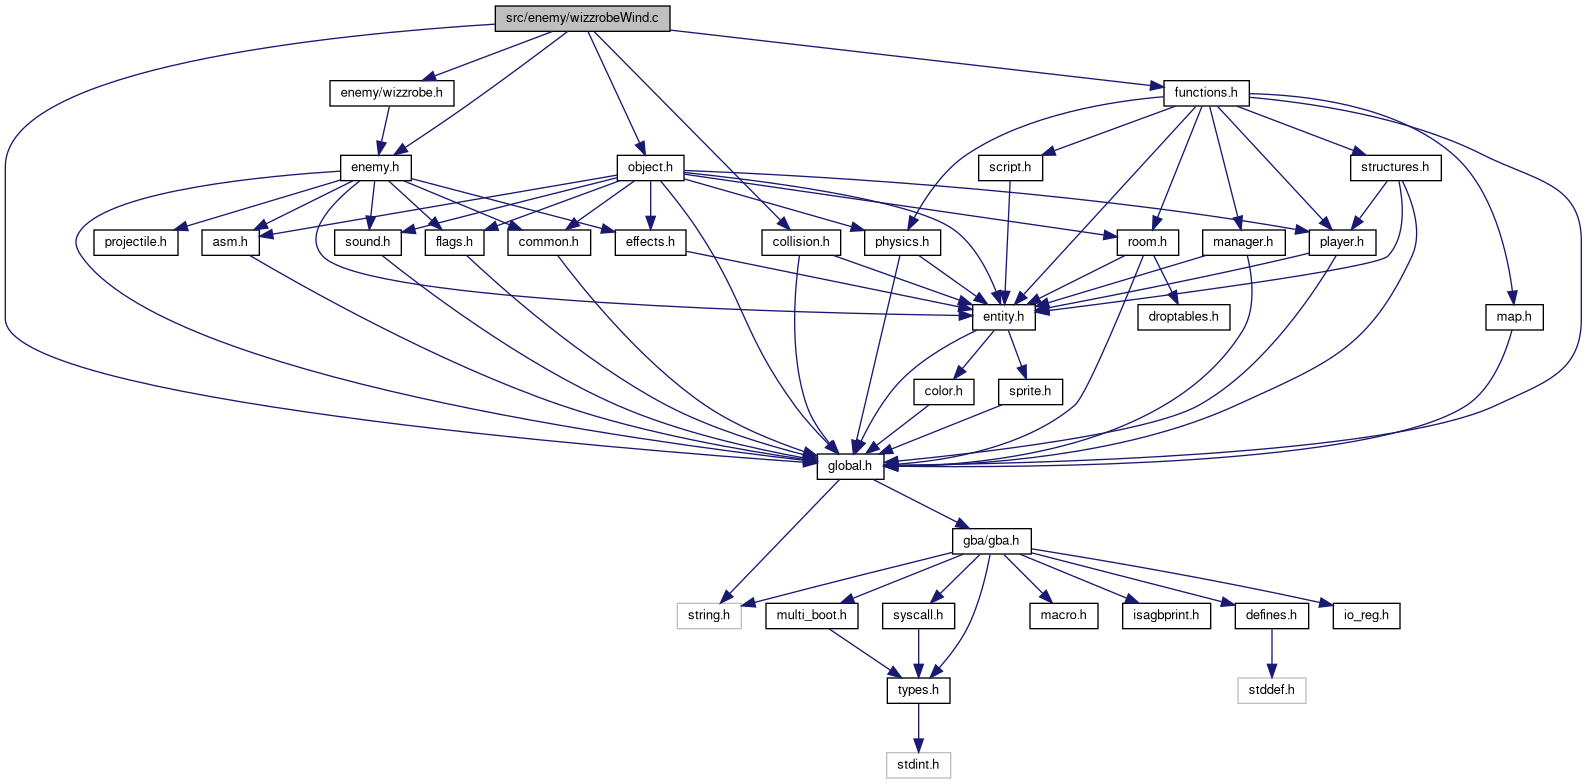 src/enemy/wizzrobeWind.c
enemy/wizzrobe.h
functions.h
enemy.h
object.h
script.h
structures.h
projectile.h
asm.h
sound.h
flags.h
common.h
effects.h
collision.h
physics.h
room.h
manager.h
player.h
entity.h
droptables.h
map.h
color.h
sprite.h
global.h
gba/gba.h
string.h
multi_boot.h
syscall.h
macro.h
isagbprint.h
defines.h
io_reg.h
types.h
stddef.h
stdint.h